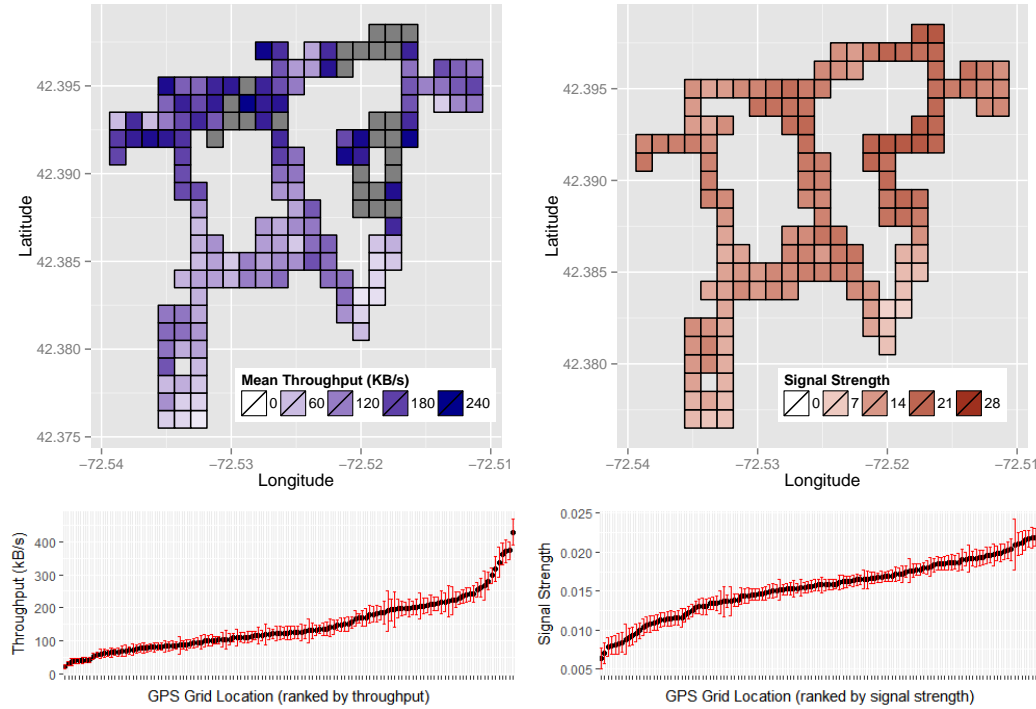 42.395
42.390
42.385
42.380
42.375
Latitude
Mean Throughput (KB/s)
0 60 120 180 240
−72.54 −72.53 −72.52 −72.51
Longitude
42.395
42.390
42.385
42.380
42.375
Latitude
Signal Strength
0 7 14 21 28
−72.54 −72.53 −72.52 −72.51
Longitude
400
300
200
100
0
Throughput (kB/s)
GPS Grid Location (ranked by throughput)
0.025
0.020
0.015
0.010
0.005
Signal Strength
GPS Grid Location (ranked by signal strength)